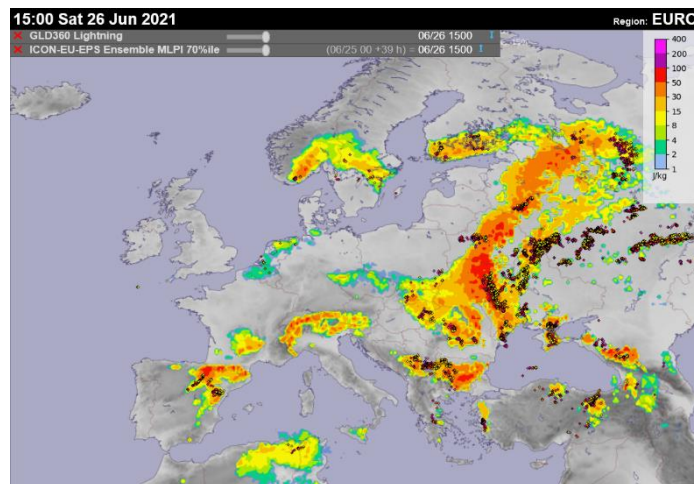 15:00 Sat 26 Jun 2021
Region: EURO
GLD360 Lightning 06/26 1500
ICON-EU-EPS Ensemble MLPI 70%ile (06/25 00 +39 h) = 06/26 1500
400
200
100
50
30
15
8
4
2
1
j/kg